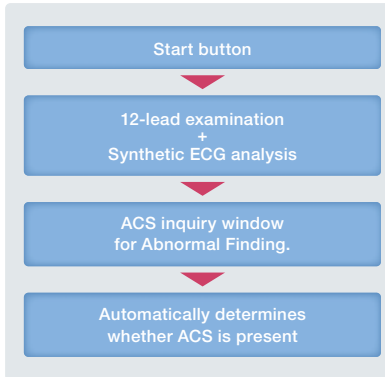 Start button
12-lead examination
+
Synthetic ECG analysis
ACS inquiry window
for Abnormal Finding.
Automatically determines
whether ACS is present